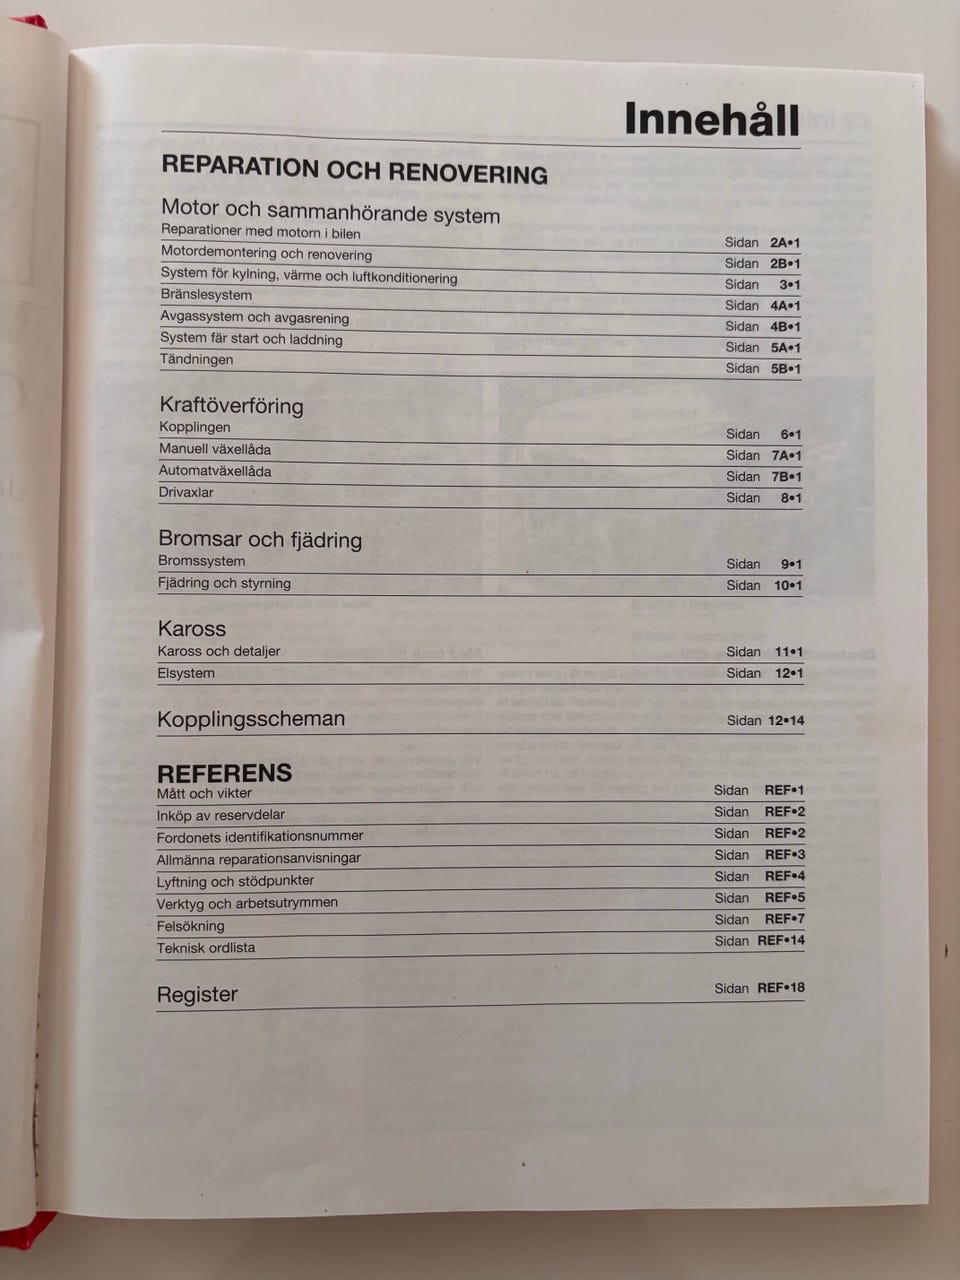 Innehåll
REPARATION OCH RENOVERING
Motor och sammanhörande system
Reparationer med motorn i bilen Sidan 2A•1
Motordemontering och renovering Sidan 2B•1
System för kylning, värme och luftkonditionering Sidan 3•1
Bränslesystem Sidan 4A•1
Avgassystem och avgasrening Sidan 4B•1
System fär start och laddning Sidan 5A•1
Tändningen Sidan 5B•1
Kraftöverföring
Kopplingen Sidan 6•1
Manuell växellåda Sidan 7A•1
Automatväxellåda Sidan 7B•1
Drivaxlar Sidan 8•1
Bromsar och fjädring
Bromssystem Sidan 9•1
Fjädring och styrning Sidan 10•1
Kaross
Kaross och detaljer Sidan 11•1
Elsystem Sidan 12•1
Kopplingsscheman Sidan 12•14
REFERENS
Mått och vikter Sidan REF•1
Inköp av reservdelar Sidan REF•2
Fordonets identifikationsnummer Sidan REF•2
Allmänna reparationsanvisningar Sidan REF•3
Lyftning och stödpunkter Sidan REF•4
Verktyg och arbetsutrymmen Sidan REF•5
Felsökning Sidan REF•7
Teknisk ordlista Sidan REF•14
Register Sidan REF•18